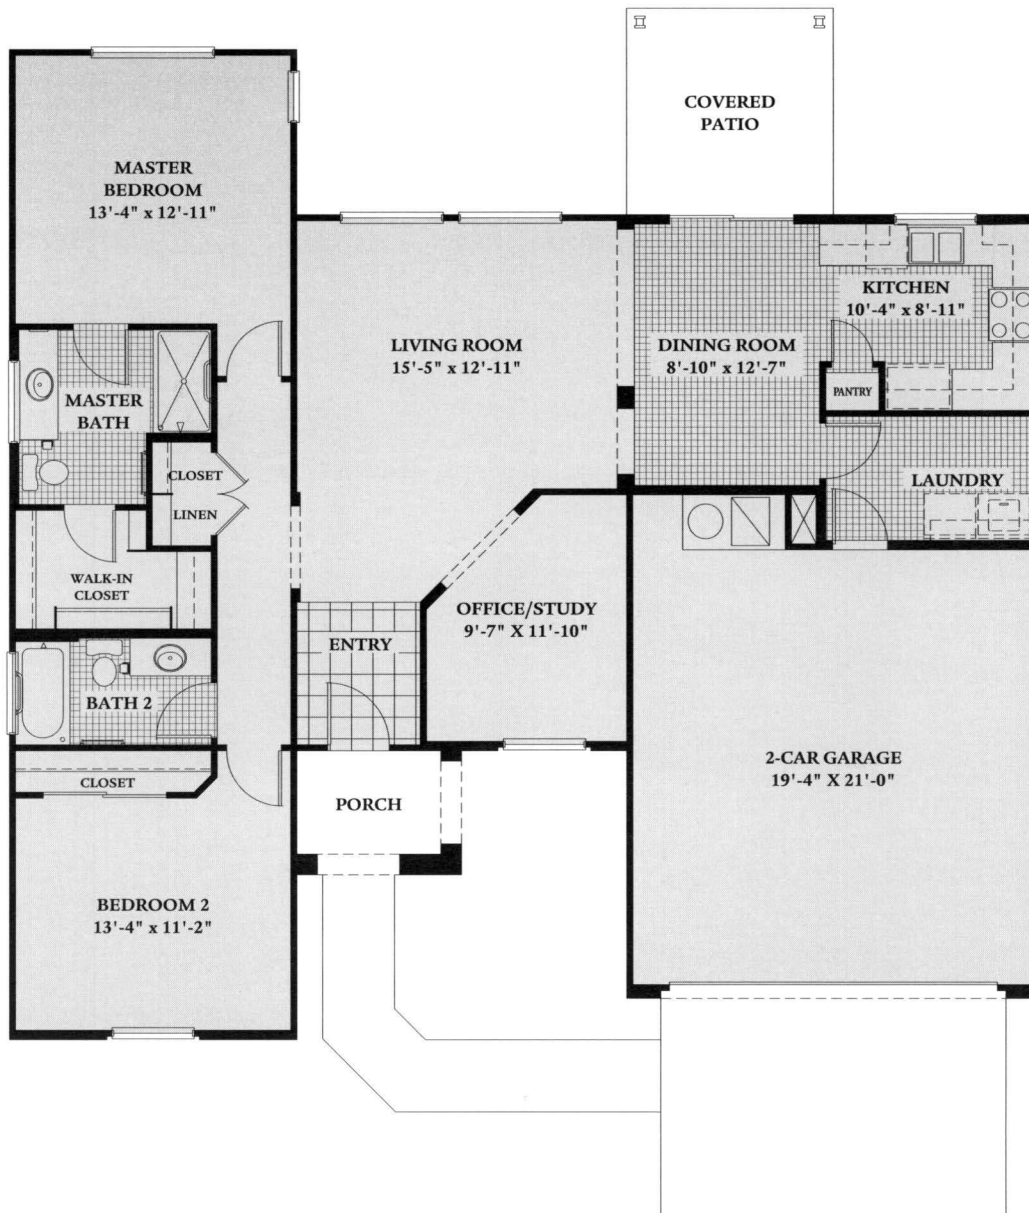 COVERED
PATIO
MASTER
BEDROOM
13'-4" x 12'-11"
KITCHEN
10'-4" x 8'-11"
LIVING ROOM
15'-5" x 12'-11"
DINING ROOM
8'-10" x 12'-7"
PANTRY
MASTER
BATH
CLOSET
LINEN
LAUNDRY
WALK-IN
CLOSET
OFFICE/STUDY
9'-7" X 11'-10"
ENTRY
BATH 2
2-CAR GARAGE
19'-4" X 21'-0"
CLOSET
PORCH
BEDROOM 2
13'-4" x 11'-2"